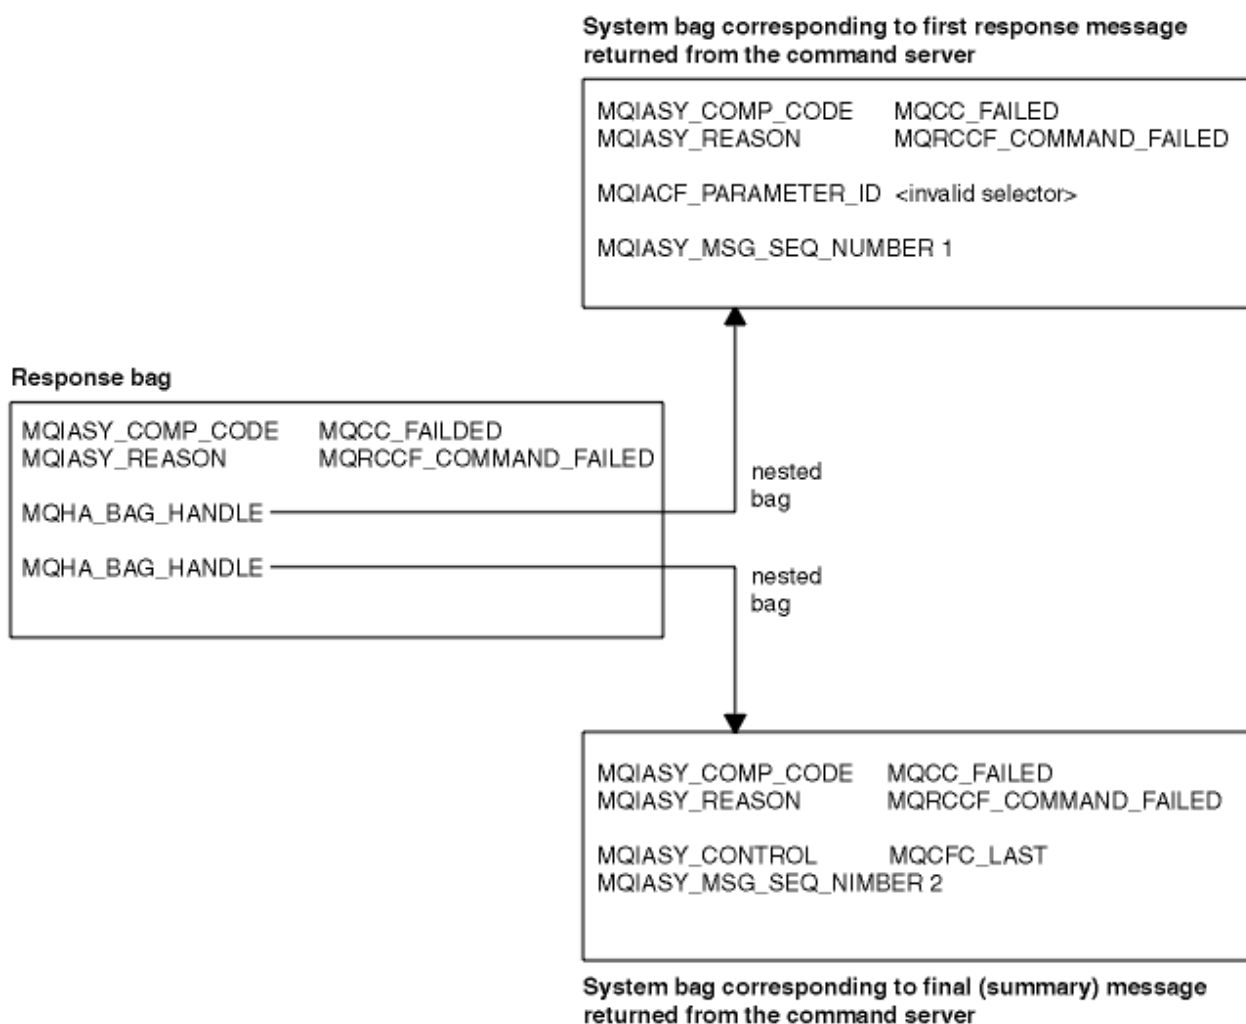 System bag corresponding to first response message
returned from the command server
MQIASY_COMP_CODE MQCC_FAILED
MQIASY_REASON MQRCCF_COMMAND_FAILED
MQIACF_PARAMETER_ID <invalid selector>
MQIASY_MSG_SEQ_NUMBER 1
Response bag
MQIASY_COMP_CODE MQCC_FAILDED
MQIASY_REASON MQRCCF_COMMAND_FAILED
MQHA_BAG_HANDLE
nested
bag
MQHA_BAG_HANDLE
nested
bag
MQIASY_COMP_CODE MQCC_FAILED
MQIASY_REASON MQRCCF_COMMAND_FAILED
MQIASY_CONTROL MQCFC_LAST
MQIASY_MSG_SEQ_NIMBER 2
System bag corresponding to final (summary) message
returned from the command server